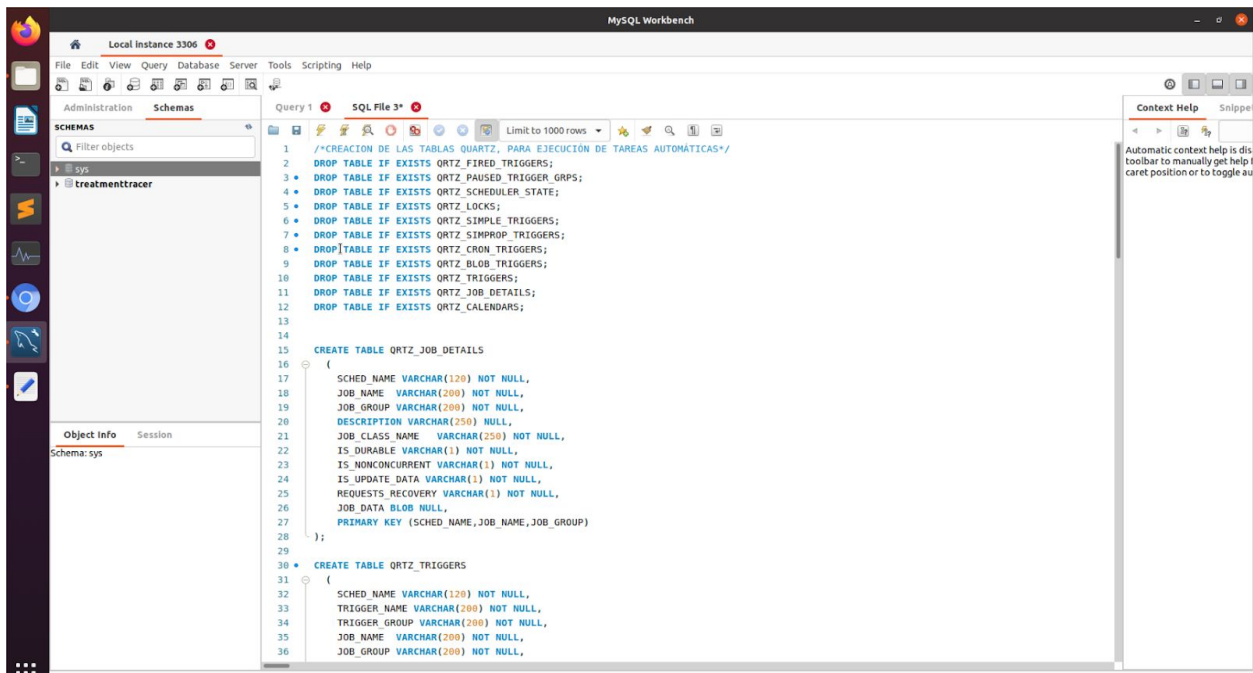 MySQL Workbench
Local instance 3306
File Edit View Query Database Server Tools Scripting Help
Administration Schemas
SCHEMAS
Filter objects
sys
treatmenttracer
Object Info Session
Schema: sys
Query 1 SQL File 3*
Limit to 1000 rows
1 /*CREACION DE LAS TABLAS QUARTZ, PARA EJECUCIÓN DE TAREAS AUTOMÁTICAS*/
2 DROP TABLE IF EXISTS QRTZ_FIRED_TRIGGERS;
3 DROP TABLE IF EXISTS QRTZ_PAUSED_TRIGGER_GRPS;
4 DROP TABLE IF EXISTS QRTZ_SCHEDULER_STATE;
5 DROP TABLE IF EXISTS QRTZ_LOCKS;
6 DROP TABLE IF EXISTS QRTZ_SIMPLE_TRIGGERS;
7 DROP TABLE IF EXISTS QRTZ_SIMPROP_TRIGGERS;
8 DROP TABLE IF EXISTS QRTZ_CRON_TRIGGERS;
9 DROP TABLE IF EXISTS QRTZ_BLOB_TRIGGERS;
10 DROP TABLE IF EXISTS QRTZ_TRIGGERS;
11 DROP TABLE IF EXISTS QRTZ_JOB_DETAILS;
12 DROP TABLE IF EXISTS QRTZ_CALENDARS;
13
14
15 CREATE TABLE QRTZ_JOB_DETAILS
16 (
17 SCHED_NAME VARCHAR(120) NOT NULL,
18 JOB_NAME VARCHAR(200) NOT NULL,
19 JOB_GROUP VARCHAR(200) NOT NULL,
20 DESCRIPTION VARCHAR(250) NULL,
21 JOB_CLASS_NAME VARCHAR(250) NOT NULL,
22 IS_DURABLE VARCHAR(1) NOT NULL,
23 IS_NONCONCURRENT VARCHAR(1) NOT NULL,
24 IS_UPDATE_DATA VARCHAR(1) NOT NULL,
25 REQUESTS_RECOVERY VARCHAR(1) NOT NULL,
26 JOB_DATA BLOB NULL,
27 PRIMARY KEY (SCHED_NAME,JOB_NAME,JOB_GROUP)
28 );
29
30 CREATE TABLE QRTZ_TRIGGERS
31 (
32 SCHED_NAME VARCHAR(120) NOT NULL,
33 TRIGGER_NAME VARCHAR(200) NOT NULL,
34 TRIGGER_GROUP VARCHAR(200) NOT NULL,
35 JOB_NAME VARCHAR(200) NOT NULL,
36 JOB_GROUP VARCHAR(200) NOT NULL,
Context Help Snippe
Automatic context help is dis
toolbar to manually get help
caret position or to toggle au